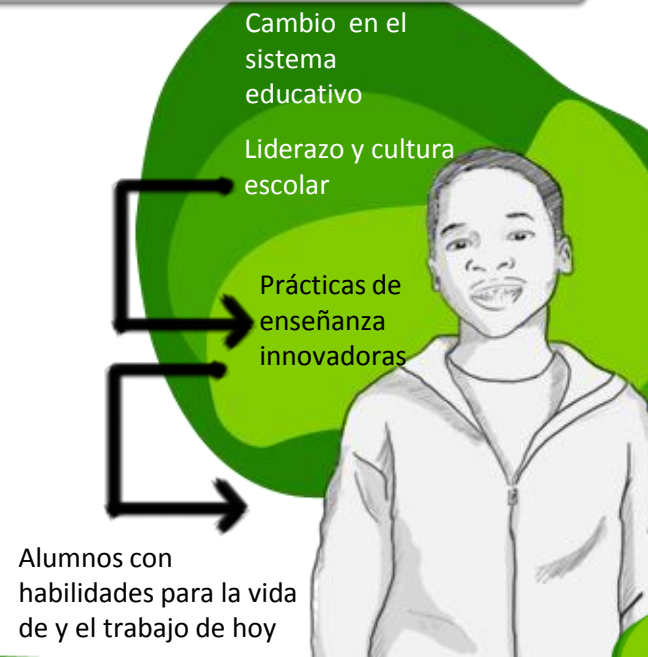 Cambio en el
sistema
educativo
Liderazo y cultura
escolar
Prácticas de
enseñanza
innovadoras
Alumnos con
habilidades para la vida
de y el trabajo de hoy